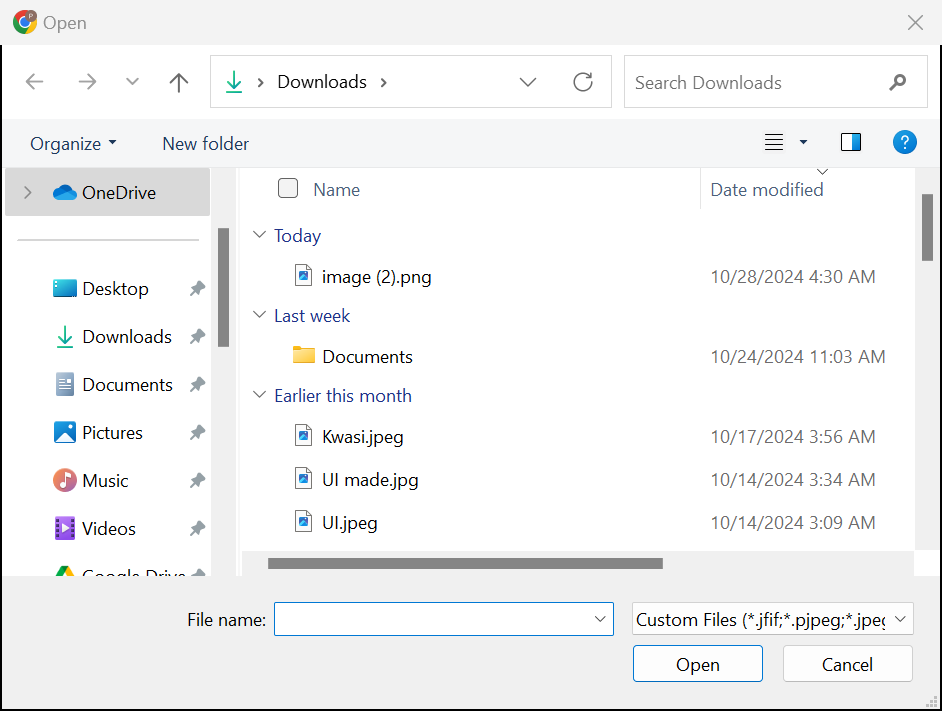 Open
Downloads
Search Downloads
Organize
New folder
?
OneDrive
Desktop
Downloads
Documents
Pictures
Music
Videos
Google Drive
Name
Date modified
Today
image (2).png 10/28/2024 4:30 AM
Last week
Documents 10/24/2024 11:03 AM
Earlier this month
Kwasi.jpeg 10/17/2024 3:56 AM
UI made.jpg 10/14/2024 3:34 AM
UI.jpeg 10/14/2024 3:09 AM
File name:
Custom Files (*.jfif;*.pjpeg;*.jpeg
Open
Cancel